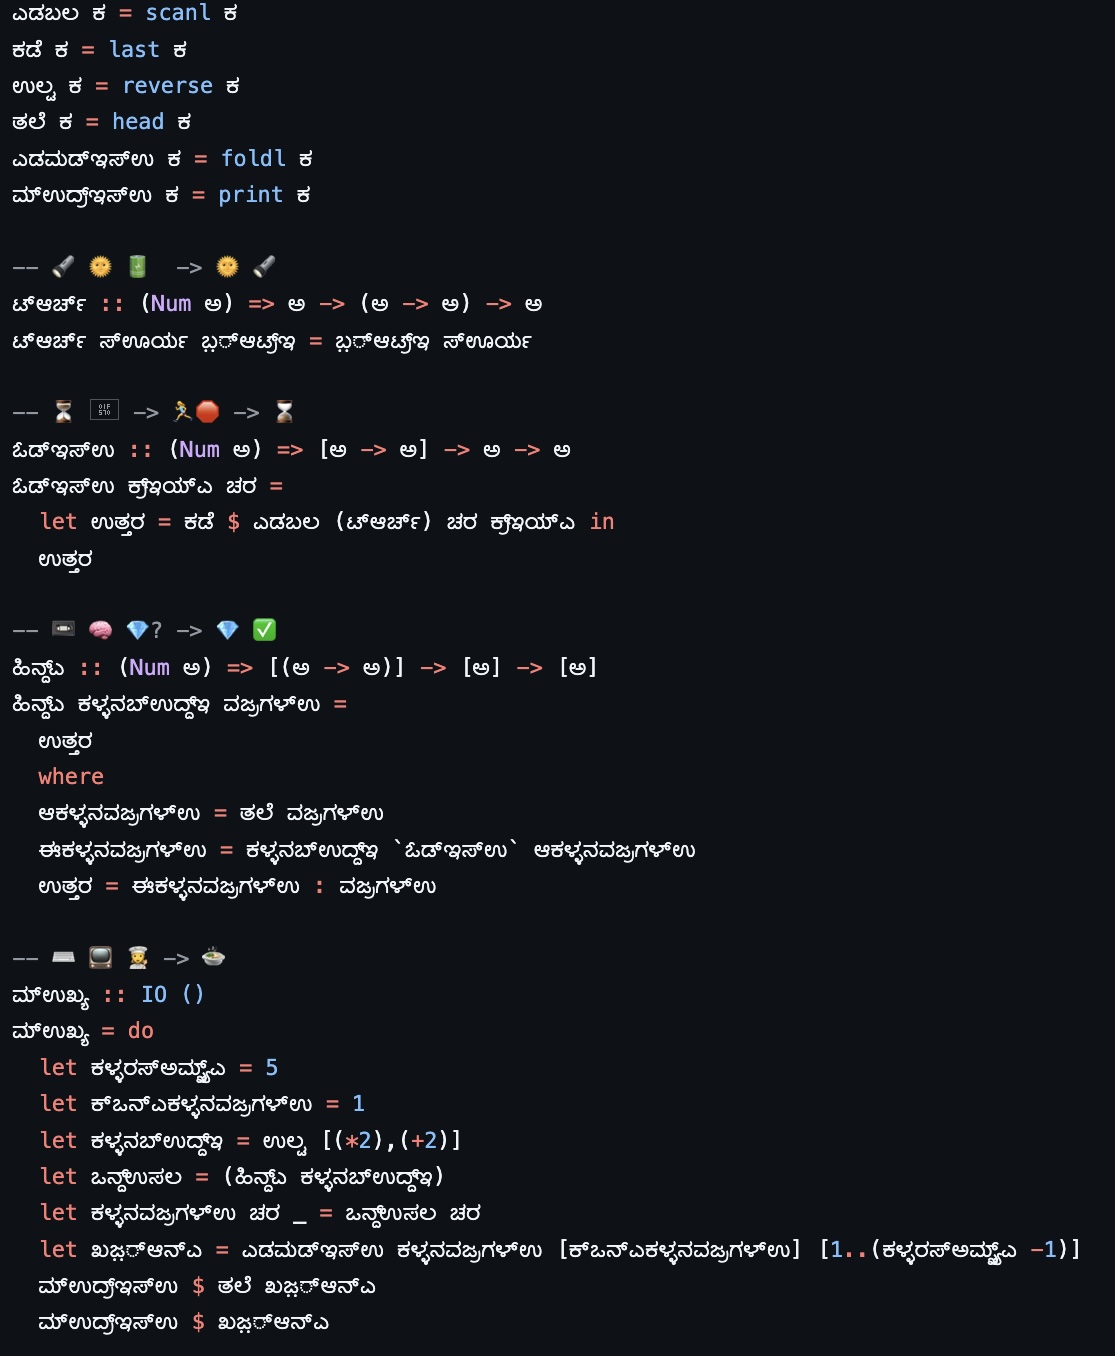 ಎಡಬಲ ಕ = scanl ಕ
ಕಡೆ ಕ = last ಕ
ಉಲ್ಟ ಕ = reverse ಕ
ತಲೆ ಕ = head ಕ
ಎಡಮಡ್ಇಸ್ಉ ಕ = foldl ಕ
ಮ್ಉದ್ರ್ಇಸ್ಉ ಕ = print ಕ
-- 🔦 🌞 🔋 -> 🌞 🔦
ಟ್ಆರ್ಚ್ :: (Num ಅ) => ಅ -> (ಅ -> ಅ) -> ಅ
ಟ್ಆರ್ಚ್ ಸ್ಊರ್ಯ ಬ಼್ಆಟ್ರ್ಇ = ಬ಼್ಆಟ್ರ್ಇ ಸ್ಊರ್ಯ
-- ⏳ -> 🏃🛑 -> ⌛
ಓಡ್ಇಸ್ಉ :: (Num ಅ) => [ಅ -> ಅ] -> ಅ -> ಅ
ಓಡ್ಇಸ್ಉ ಕ್ರ್ಇಯ್ಎ ಚರ =
let ಉತ್ತರ = ಕಡೆ $ ಎಡಬಲ (ಟ್ಆರ್ಚ್) ಚರ ಕ್ರ್ಇಯ್ಎ in
ಉತ್ತರ
-- 📼 🧠 💎? -> 💎 ✅
ಹಿನ್ದ್ಎ :: (Num ಅ) => [(ಅ -> ಅ)] -> [ಅ] -> [ಅ]
ಹಿನ್ದ್ಎ ಕಳ್ಳನಬ್ಉದ್ದ್ಇ ವಜ್ರಗಳ್ಉ =
ಉತ್ತರ
where
ಆಕಳ್ಳನವಜ್ರಗಳ್ಉ = ತಲೆ ವಜ್ರಗಳ್ಉ
ಈಕಳ್ಳನವಜ್ರಗಳ್ಉ = ಕಳ್ಳನಬ್ಉದ್ದ್ಇ `ಓಡ್ಇಸ್ಉ` ಆಕಳ್ಳನವಜ್ರಗಳ್ಉ
ಉತ್ತರ = ಈಕಳ್ಳನವಜ್ರಗಳ್ಉ : ವಜ್ರಗಳ್ಉ
-- ⌨️ 📺 👩‍🍳 -> 🍲
ಮ್ಉಖ್ಯ :: IO ()
ಮ್ಉಖ್ಯ = do
let = 5
let ಕ್ಒನ್ಎಕಳ್ಳನವಜ್ರಗಳ್ಉ = 1
let ಕಳ್ಳನಬ್ಉದ್ದ್ಇ = ಉಲ್ಟ [(*2),(+2)]
let ಒನ್ದ್ಉಸಲ = (ಹಿನ್ದ್ಎ ಕಳ್ಳನಬ್ಉದ್ದ್ಇ)
let ಕಳ್ಳನವಜ್ರಗಳ್ಉ ಚರ _ = ಒನ್ದ್ಉಸಲ ಚರ
let ಖಜ಼್ಆನ್ಎ = ಎಡಮಡ್ಇಸ್ಉ ಕಳ್ಳನವಜ್ರಗಳ್ಉ [ಕ್ಒನ್ಎಕಳ್ಳನವಜ್ರಗಳ್ಉ] [1..( -1)]
ಮ್ಉದ್ರ್ಇಸ್ಉ $ ತಲೆ ಖಜ಼್ಆನ್ಎ
ಮ್ಉದ್ರ್ಇಸ್ಉ $ ಖಜ಼್ಆನ್ಎ